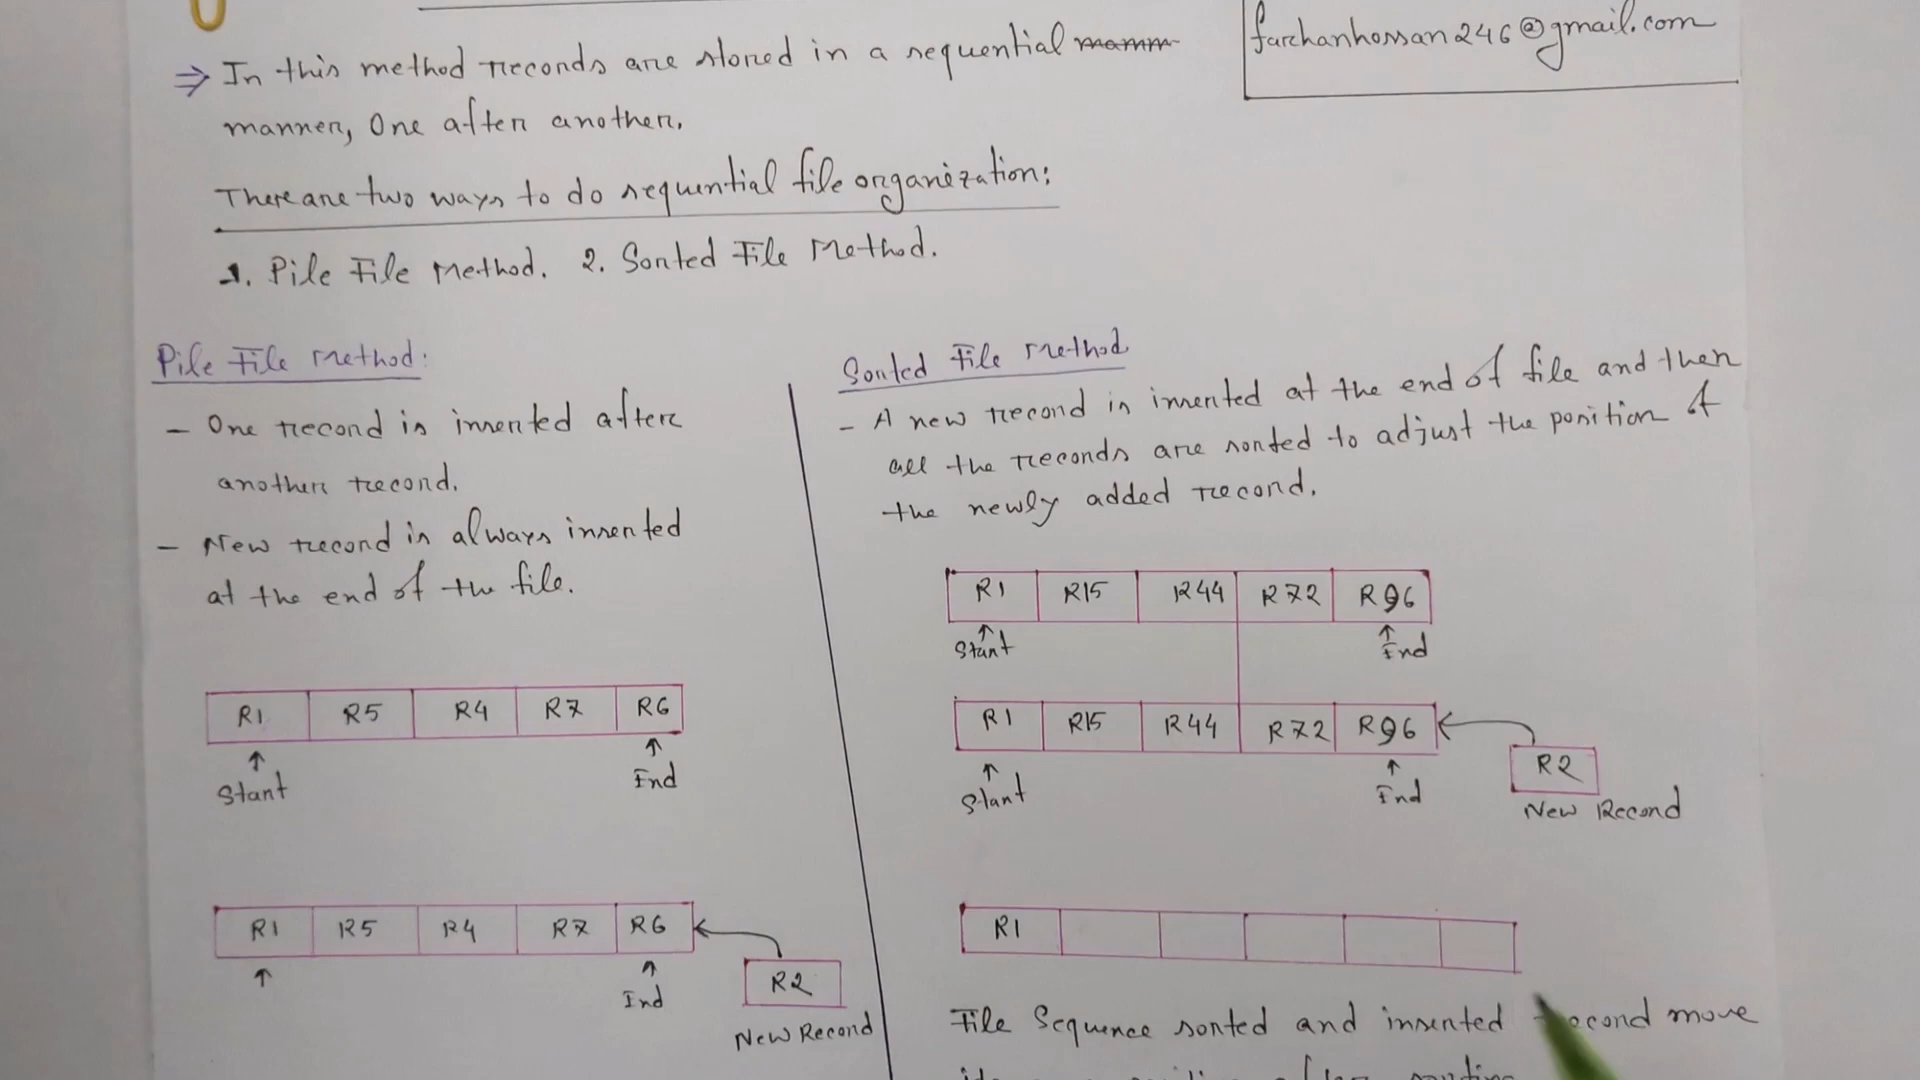 ⇒ In this method records are stored in a sequential
manner, One after another.
farhanhossan246@gmail.com
There are two ways to do sequential file organization:
1. Pile File Method. 2. Sorted File Method.
Pile File Method:
- One record is inserted after
another record.
- New record is always inserted
at the end of the file.
R1 R5 R4 R7 R6
Start End
R1 R5 R4 R7 R6
End
R2
New Record
Sorted File Method
- A new record is inserted at the end of file and then
all the records are sorted to adjust the position of
the newly added record.
R1 R15 R44 R72 R96
Start End
R1 R15 R44 R72 R96
R2
Start End
New Record
R1
File Sequence sorted and inserted record move